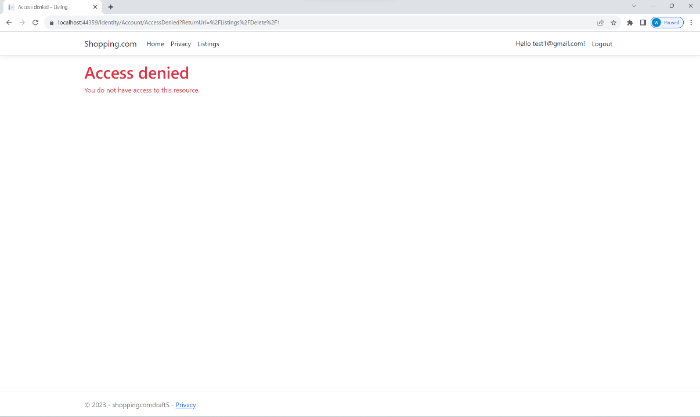 Access denied - Listing
localhost:44399/Identity/Account/AccessDenied?ReturnUrl=%2FListings%2FDelete%2F1
Paused
Shopping.com Home Privacy Listings Hello test1@gmail.com! Logout
Access denied
You do not have access to this resource.
© 2023 - shoppingcomdraft5 - Privacy